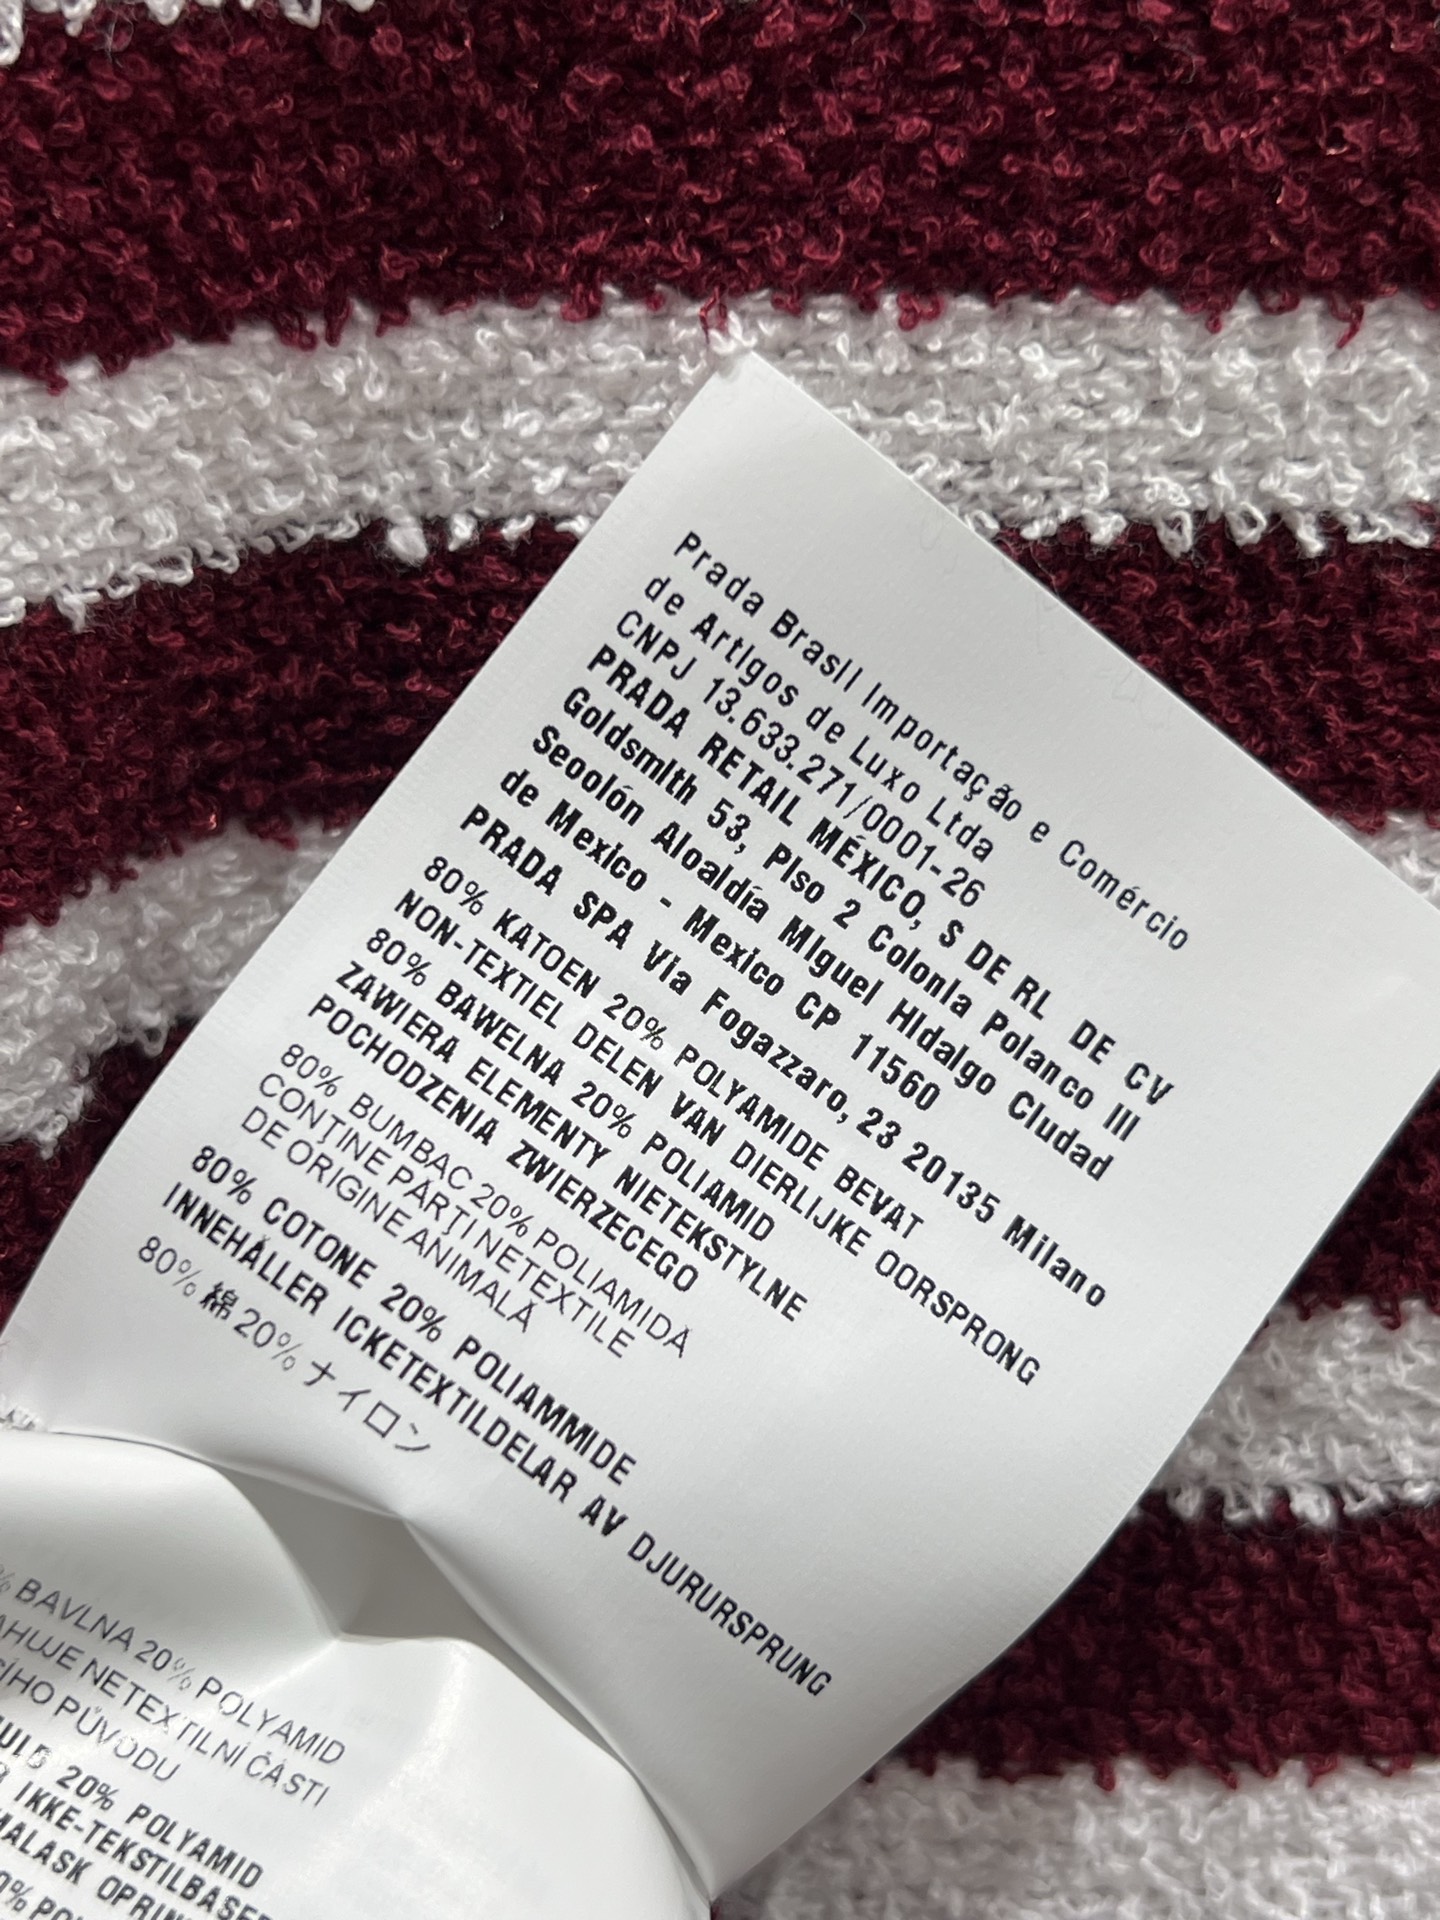 Prada Brasil Importação e Comércio
de Artigos de Luxo Ltda
CNPJ 13.633.271/0001-26
PRADA RETAIL MÉXICO, S DE RL DE CV
Goldsmith 53, Piso 2 Colonia Polanco III
Seoolón Aloaldía Miguel Hidalgo Ciudad
de Mexico - Mexico CP 11560
PRADA SPA Via Fogazzaro, 23 20135 Milano
80% KATOEN 20% POLYAMIDE BEVAT
NON-TEXTIEL DELEN VAN DIERLIJKE OORSPRONG
80% BAWELNA 20% POLIAMID
ZAWIERA ELEMENTY NIETEKSTYLNE
POCHODZENIA ZWIERZECEGO
80% BUMBAC 20% POLIAMIDĂ
CONȚINE PĂRȚI NETEXTILE
DE ORIGINE ANIMALĂ
80% COTONE 20% POLIAMMIDE
INNEHÅLLER ICKETEXTILDELAR AV DJURURSPRUNG
80% 綿 20% ナイロン
% BAVLNA 20% POLYAMID
NETEXTILNÍ ČÁSTI
PŮVODU
20% POLYAMID
IKKE-TEKSTILBASE